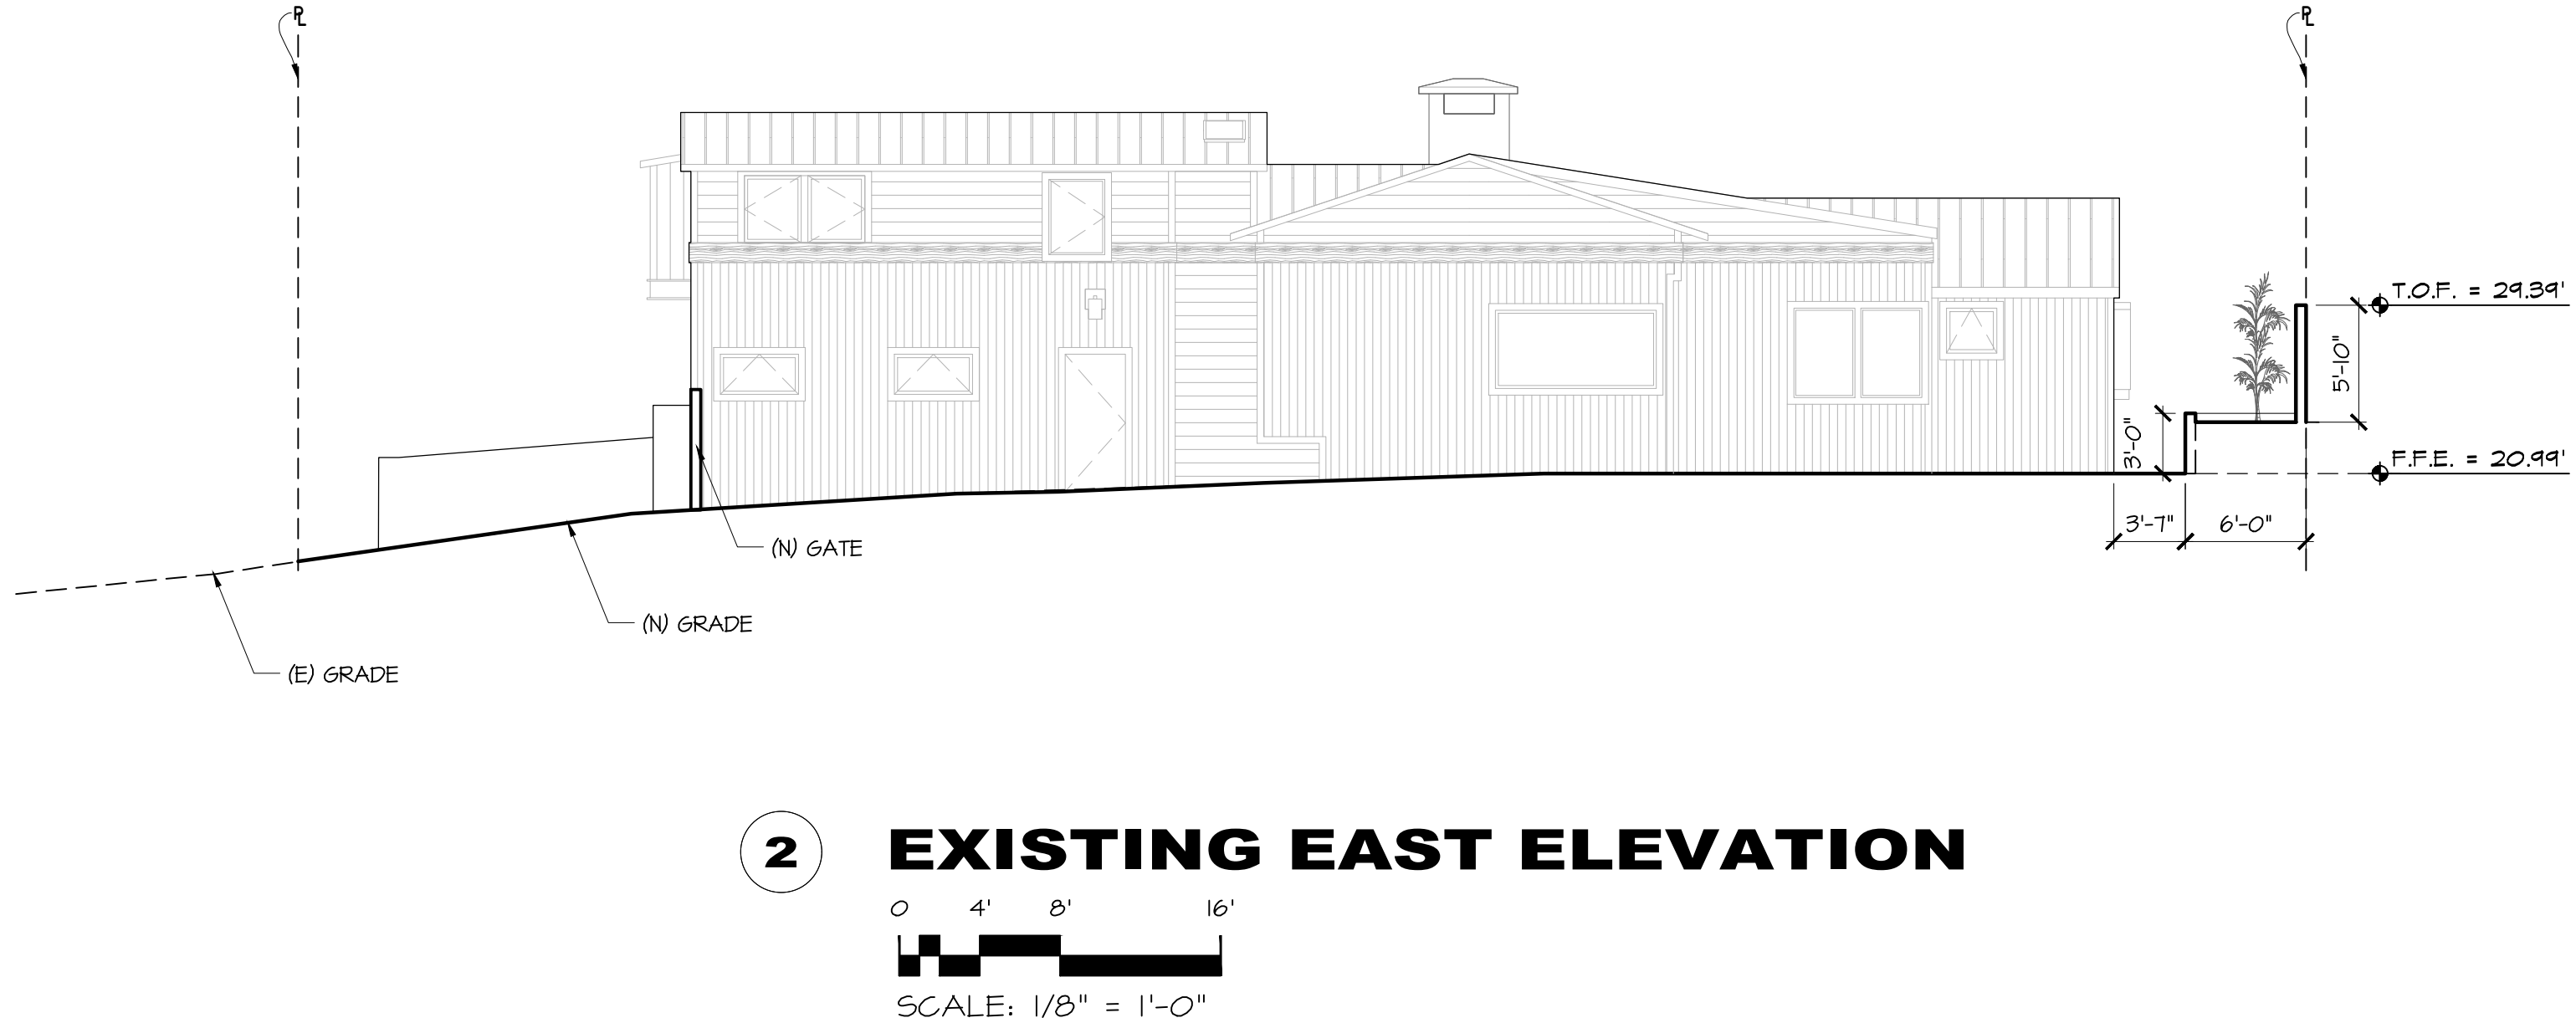 PL
PL
T.O.F. = 29.39'
5'-10"
3'-0"
F.F.E. = 20.99'
3'-7"
6'-0"
(N) GATE
(N) GRADE
(E) GRADE
2
EXISTING EAST ELEVATION
0 4' 8' 16'
SCALE: 1/8" = 1'-0"